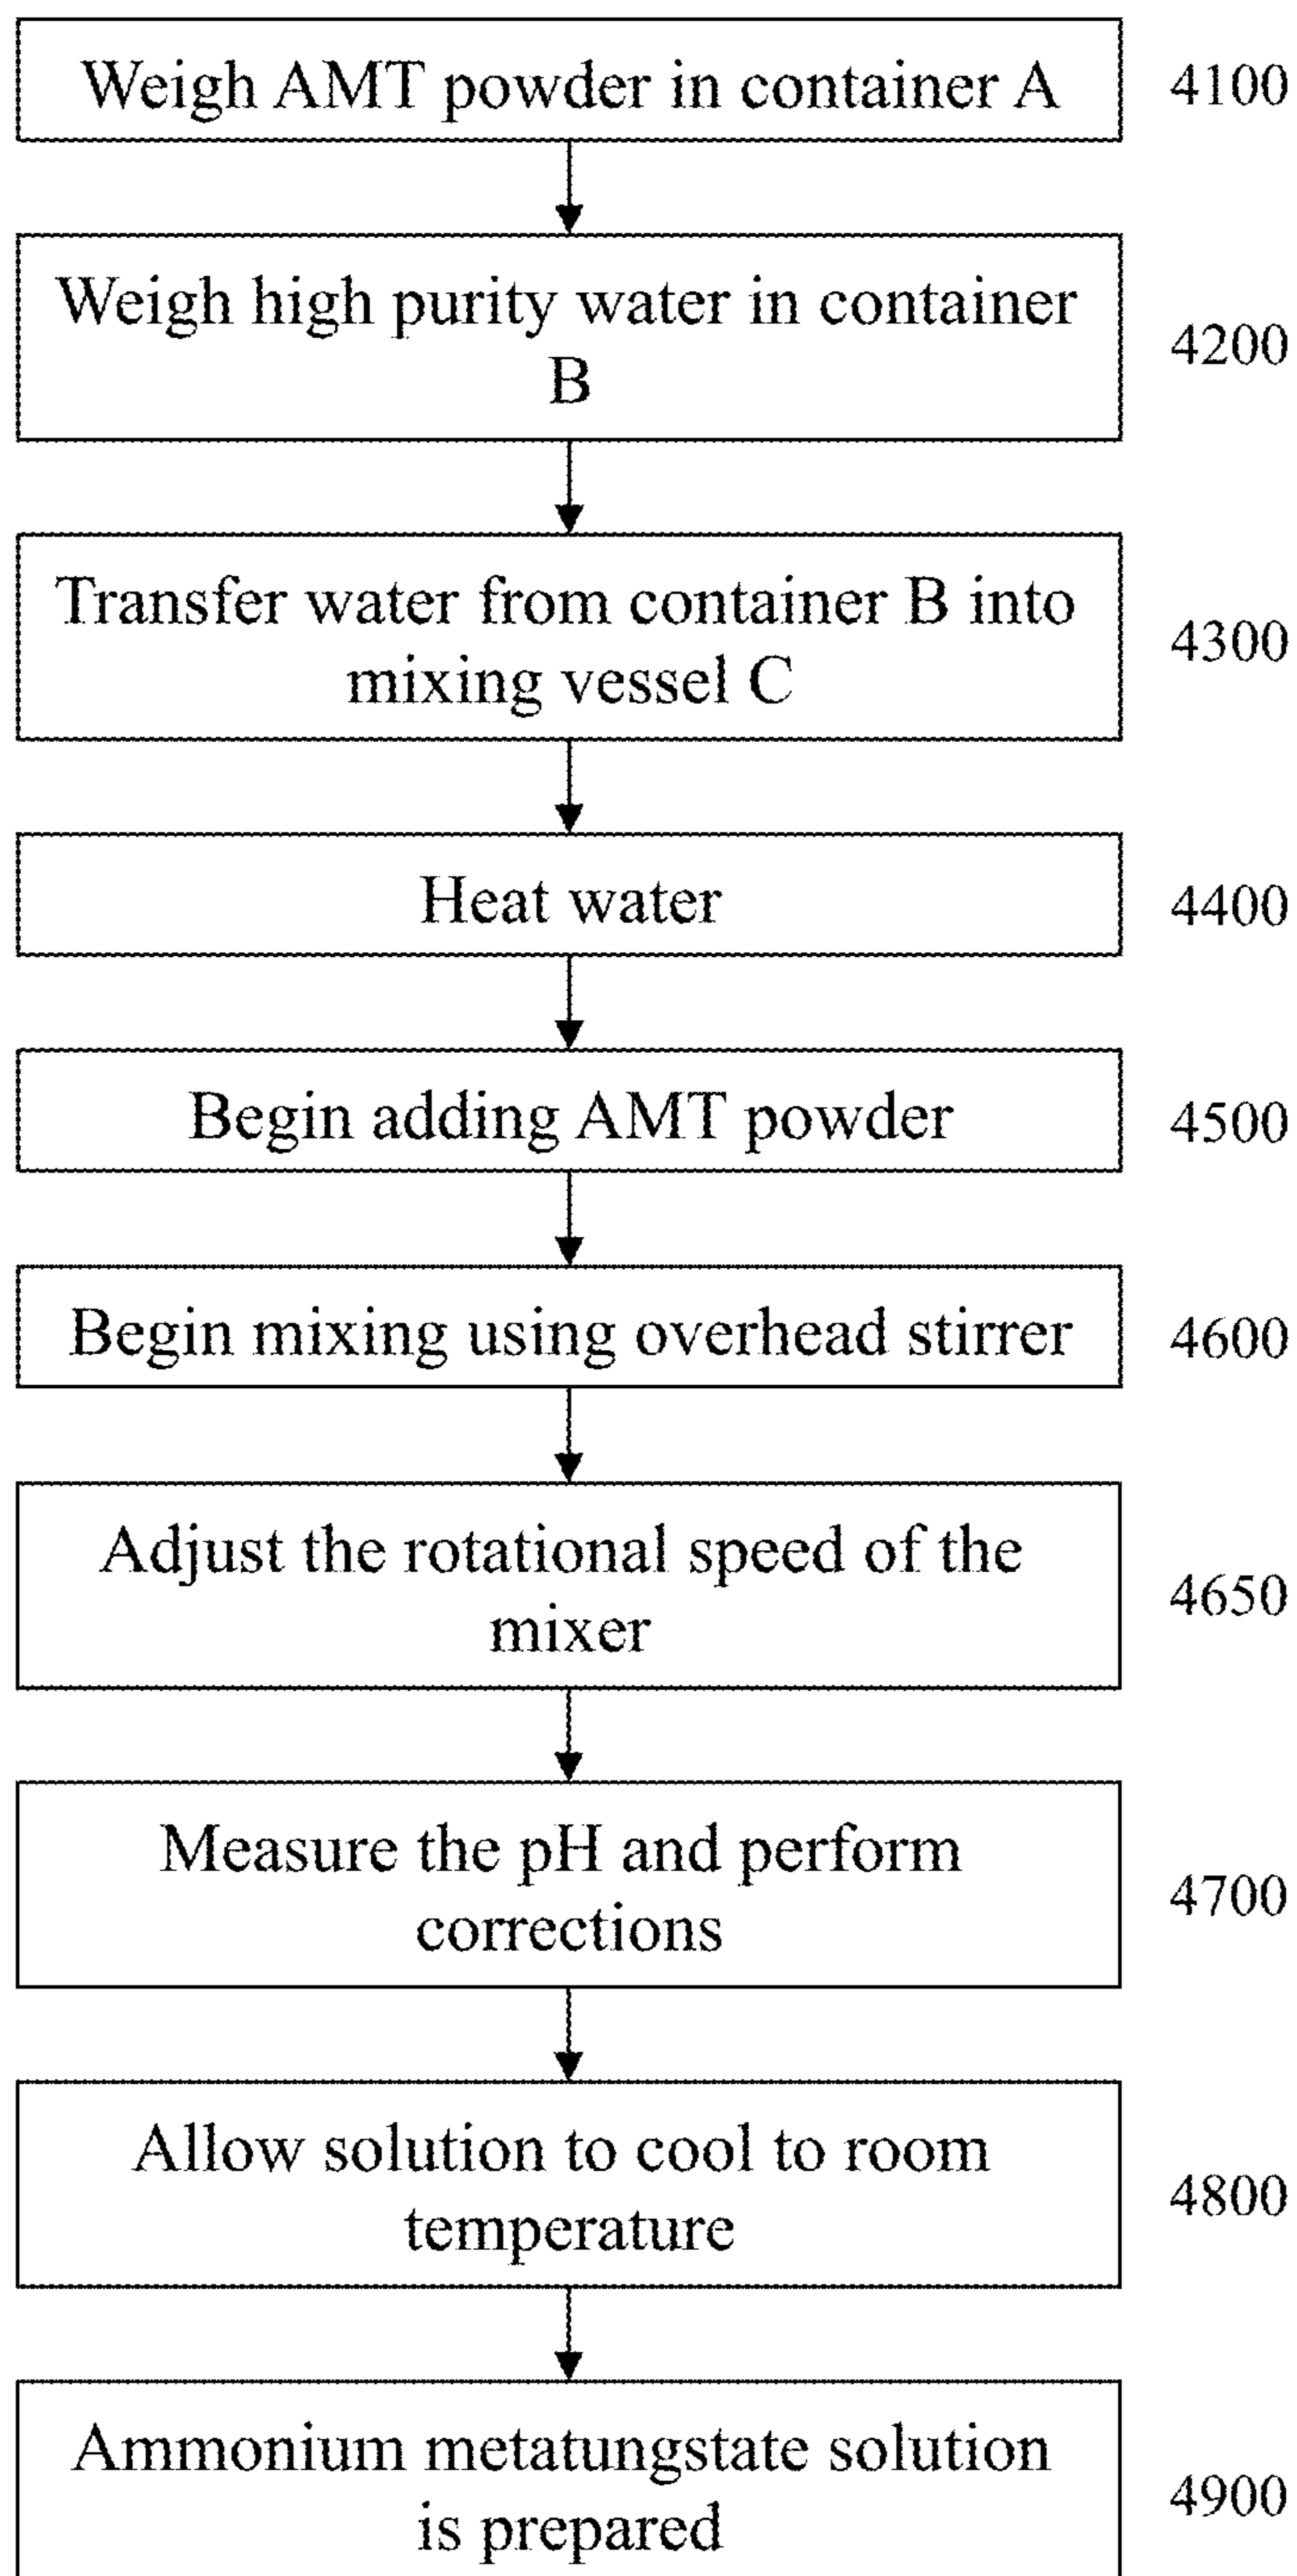 Weigh AMT powder in container A
4100
Weigh high purity water in container
B
4200
Transfer water from container B into
mixing vessel C
4300
Heat water
4400
Begin adding AMT powder
4500
Begin mixing using overhead stirrer
4600
Adjust the rotational speed of the
mixer
4650
Measure the pH and perform
corrections
4700
Allow solution to cool to room
temperature
4800
Ammonium metatungstate solution
is prepared
4900